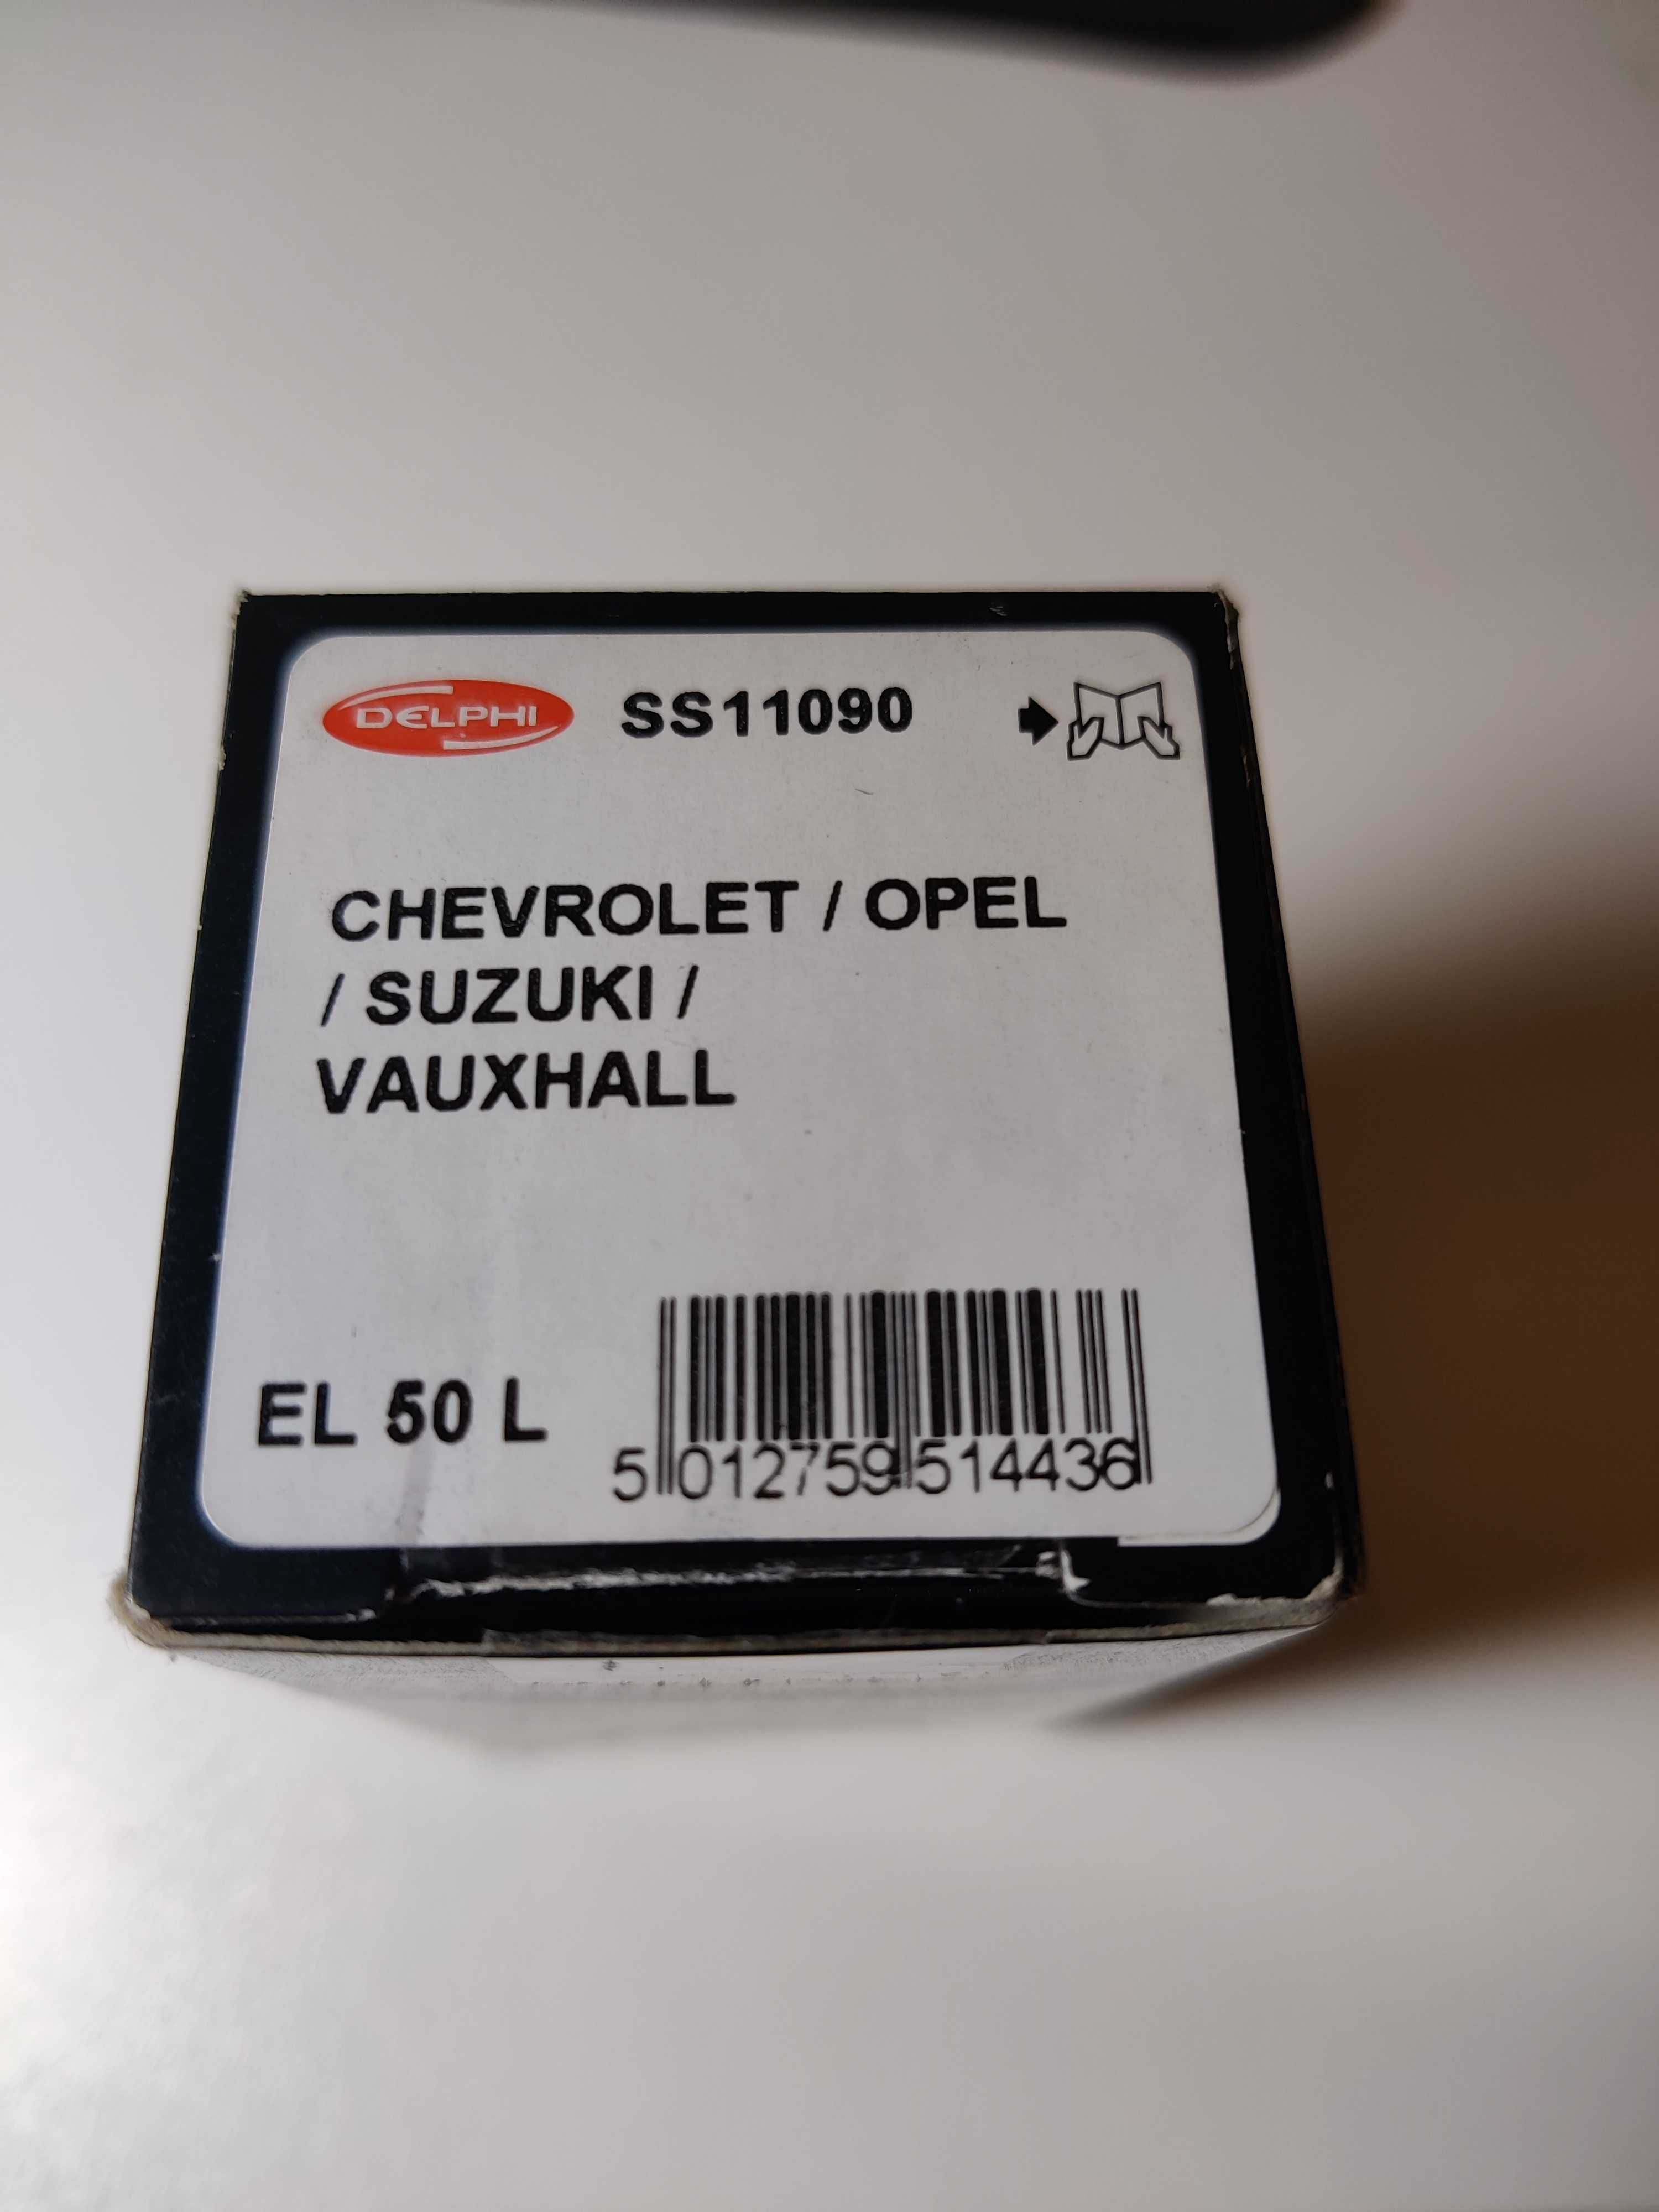 DELPHI SS11090
CHEVROLET / OPEL
/ SUZUKI /
VAUXHALL
EL 50 L
5 012759 514436